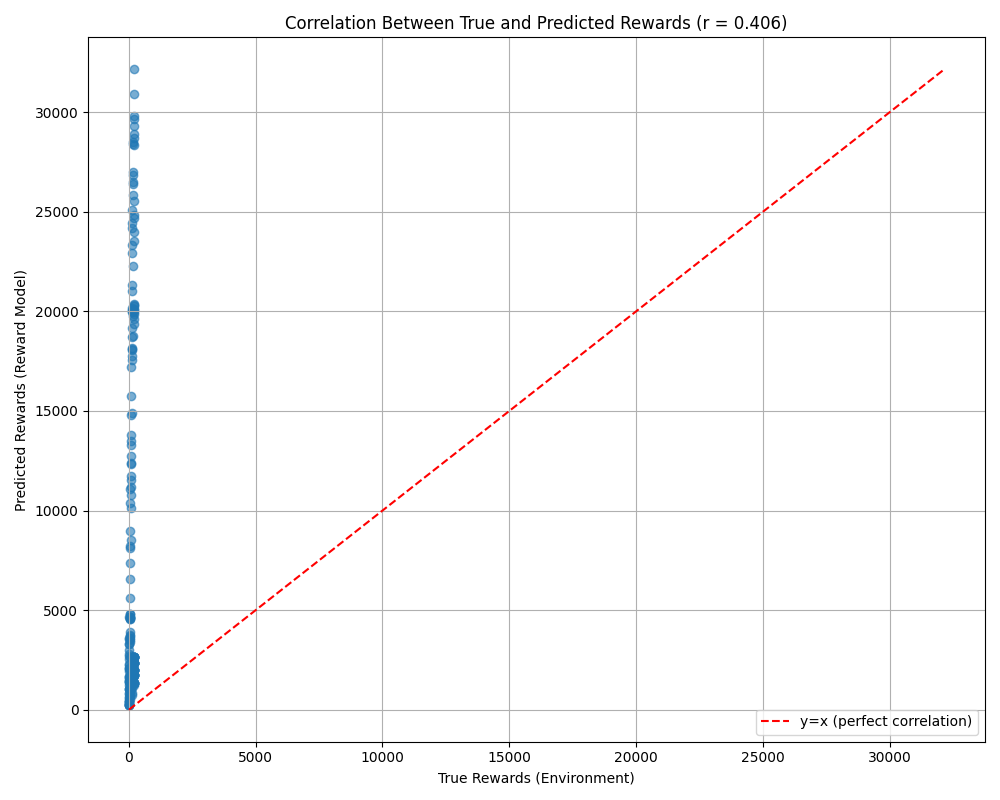 Correlation Between True and Predicted Rewards (r = 0.406)
Predicted Rewards (Reward Model)
30000
25000
20000
15000
10000
5000
0
y=x (perfect correlation)
0 5000 10000 15000 20000 25000 30000
True Rewards (Environment)